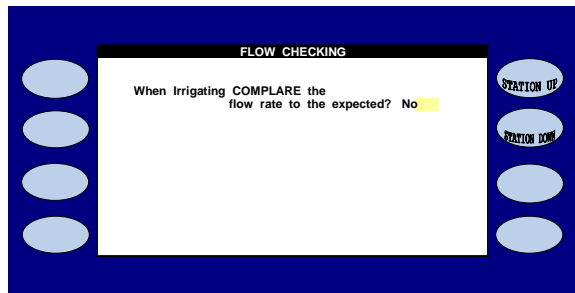 FLOW CHECKING
When Irrigating COMPLARE the
flow rate to the expected? No
STATION UP
STATION DOWN